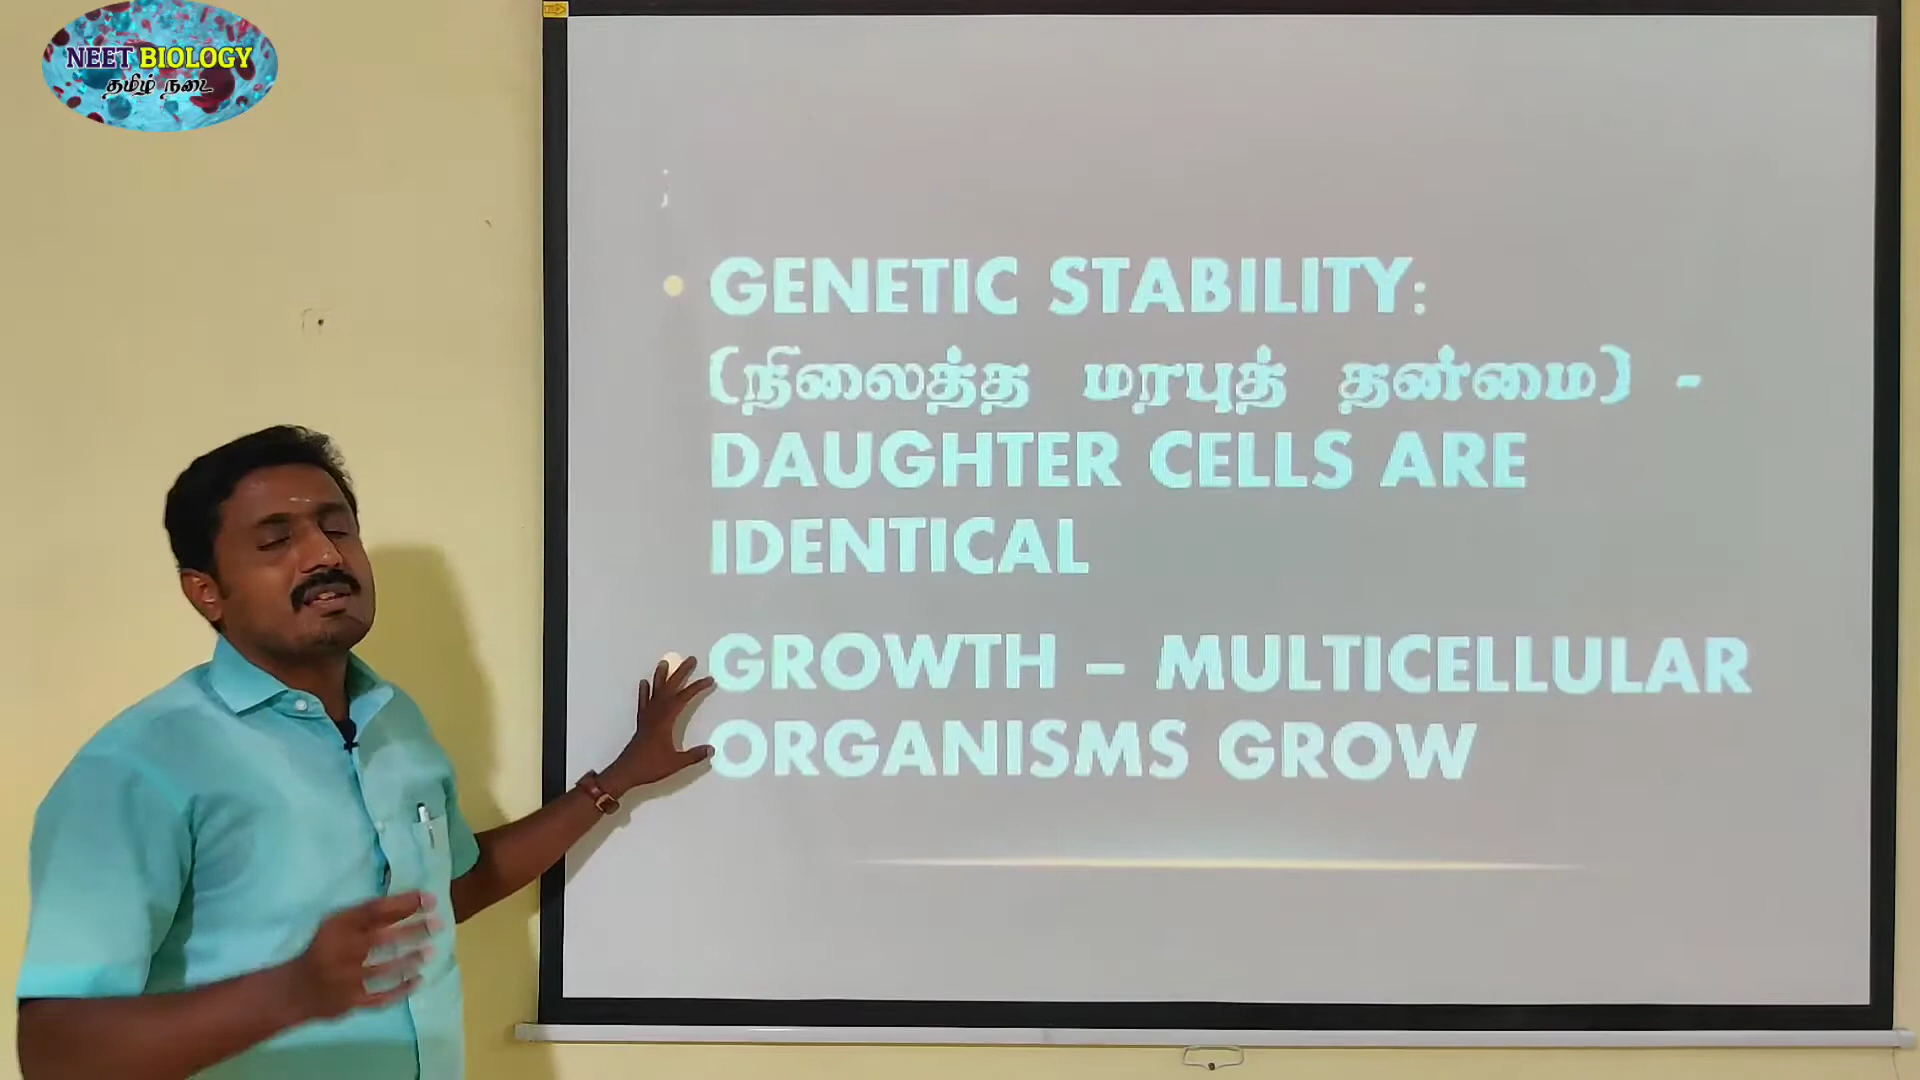 NEET BIOLOGY
தமிழ் நடை
• GENETIC STABILITY:
(நிலைத்த மரபுத் தன்மை) -
DAUGHTER CELLS ARE
IDENTICAL
• GROWTH – MULTICELLULAR
ORGANISMS GROW